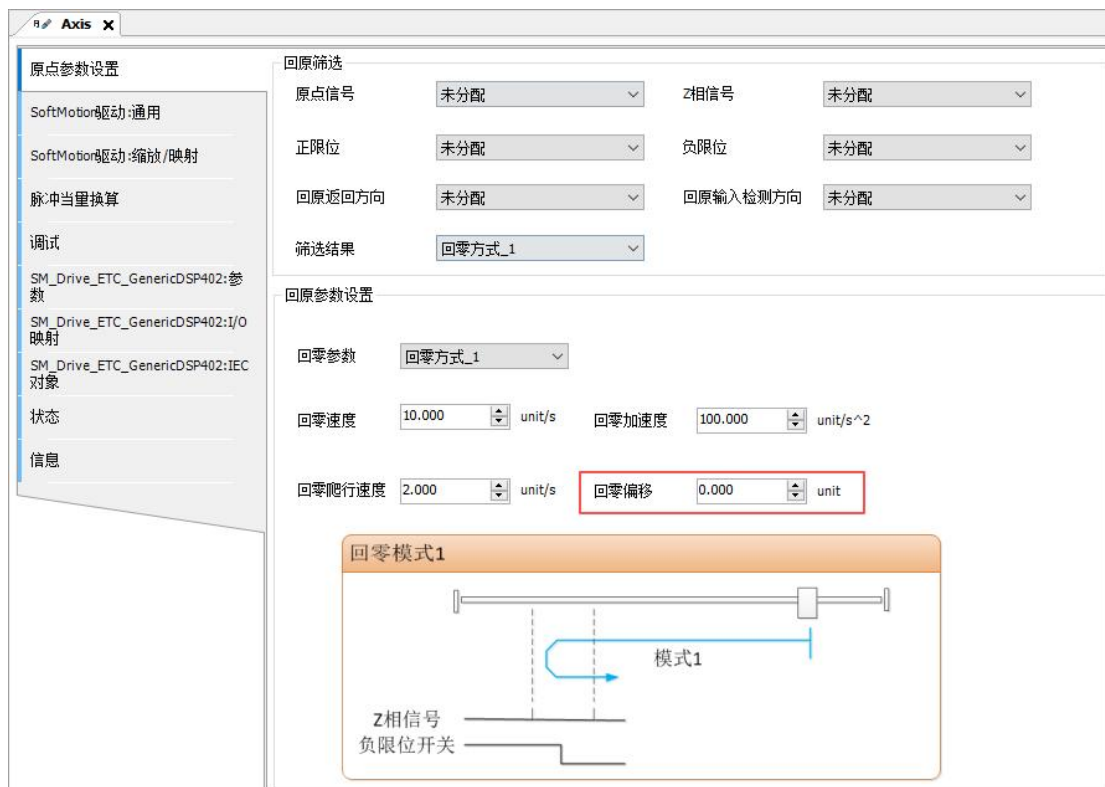 Axis
原点参数设置
SoftMotion驱动:通用
SoftMotion驱动:缩放/映射
脉冲当量换算
调试
SM_Drive_ETC_GenericDSP402:参
数
SM_Drive_ETC_GenericDSP402:I/O
映射
SM_Drive_ETC_GenericDSP402:IEC
对象
状态
信息
回原筛选
原点信号 未分配 Z相信号 未分配
正限位 未分配 负限位 未分配
回原返回方向 未分配 回原输入检测方向 未分配
筛选结果 回零方式_1
回原参数设置
回零参数 回零方式_1
回零速度 10.000 unit/s 回零加速度 100.000 unit/s^2
回零爬行速度 2.000 unit/s 回零偏移 0.000 unit
回零模式1
模式1
Z相信号
负限位开关